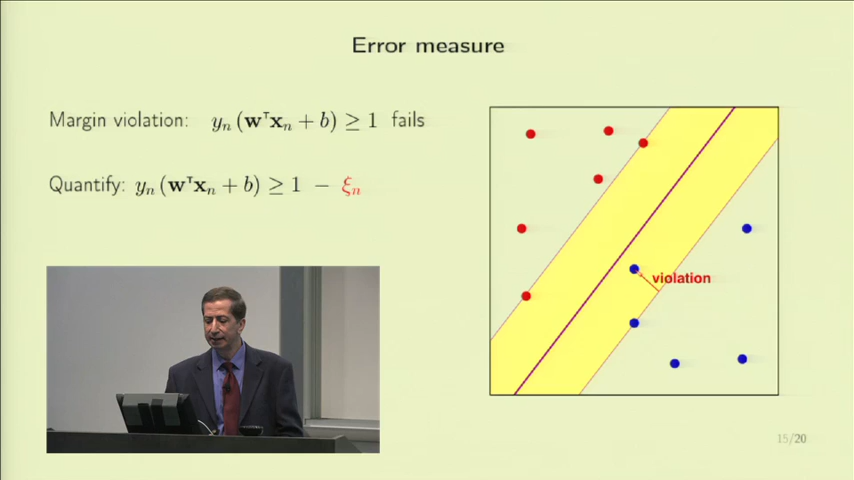 Error measure
Margin violation: yₙ (wᵀxₙ + b) ≥ 1 fails
Quantify: yₙ (wᵀxₙ + b) ≥ 1 − ξₙ
violation
15/20